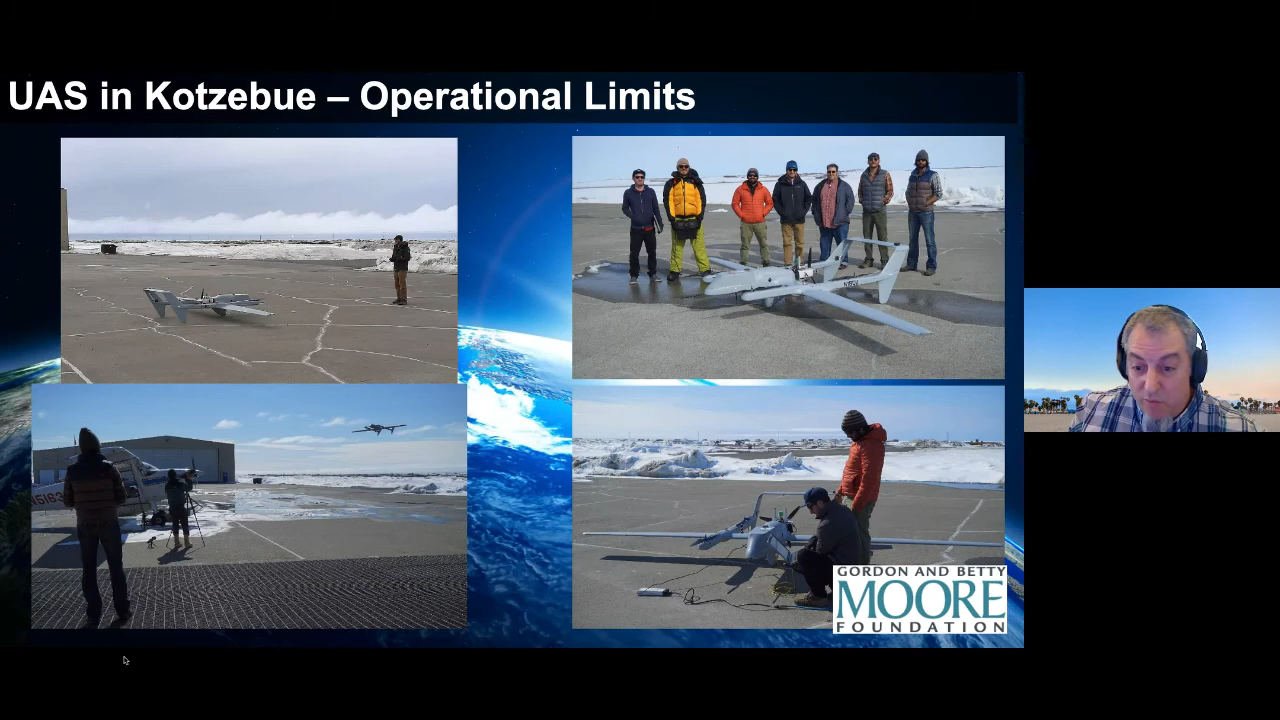 UAS in Kotzebue – Operational Limits
GORDON AND BETTY
MOORE
FOUNDATION